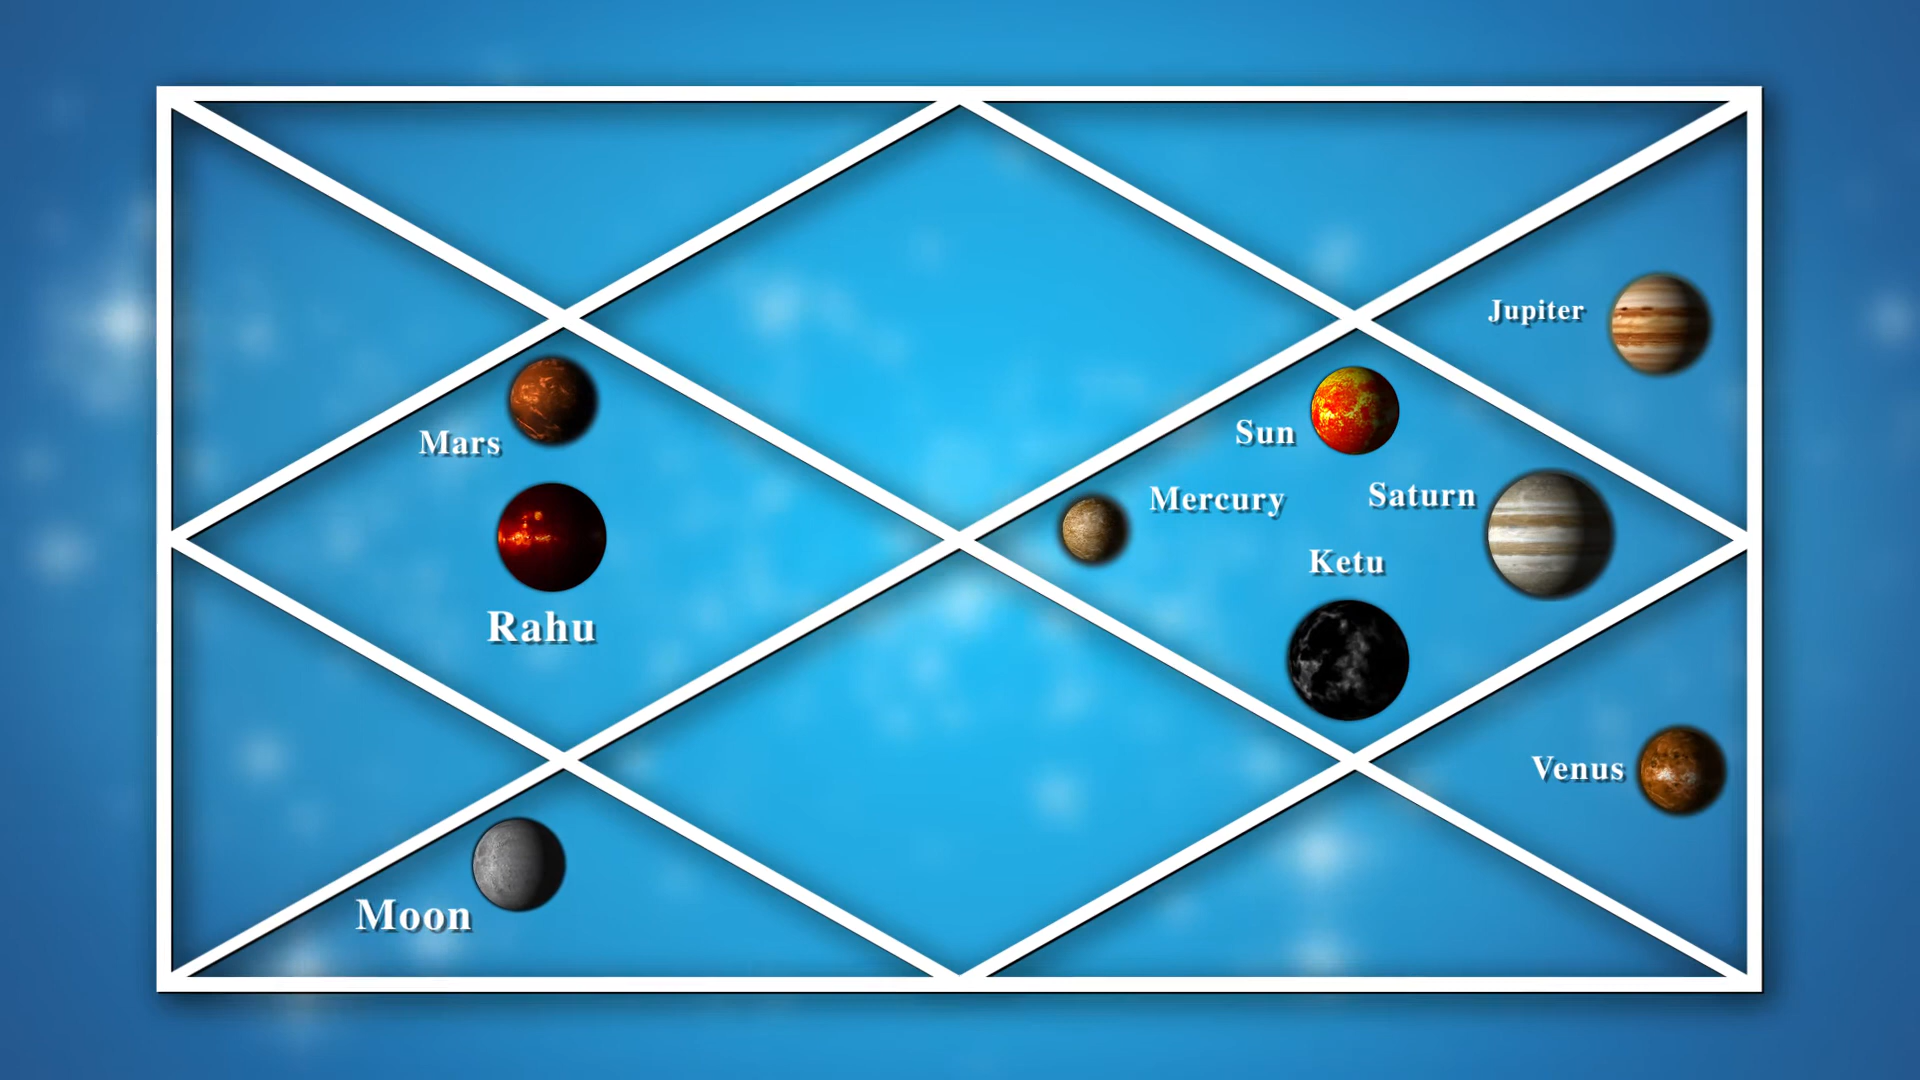 Jupiter
Sun
Mars
Saturn
Mercury
Ketu
Rahu
Venus
Moon